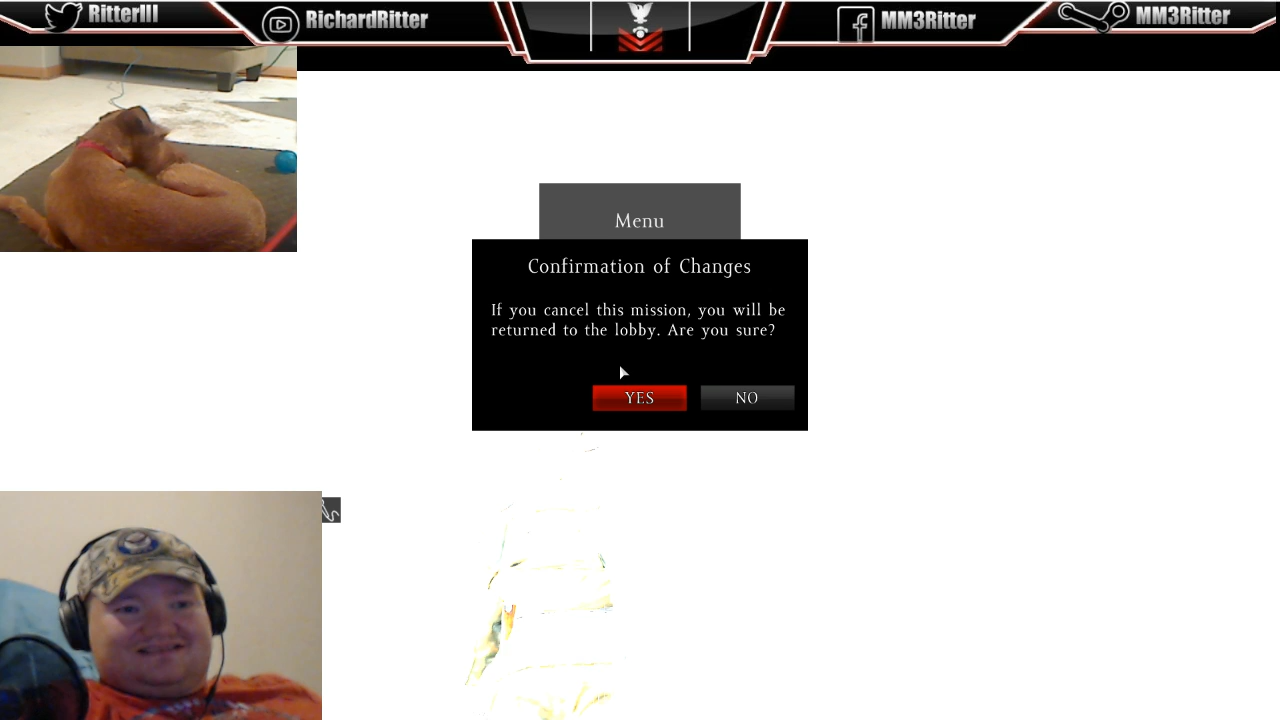 RitterIII
RichardRitter
MM3Ritter
MM3Ritter
Menu
Confirmation of Changes
If you cancel this mission, you will be
returned to the lobby. Are you sure?
YES
NO